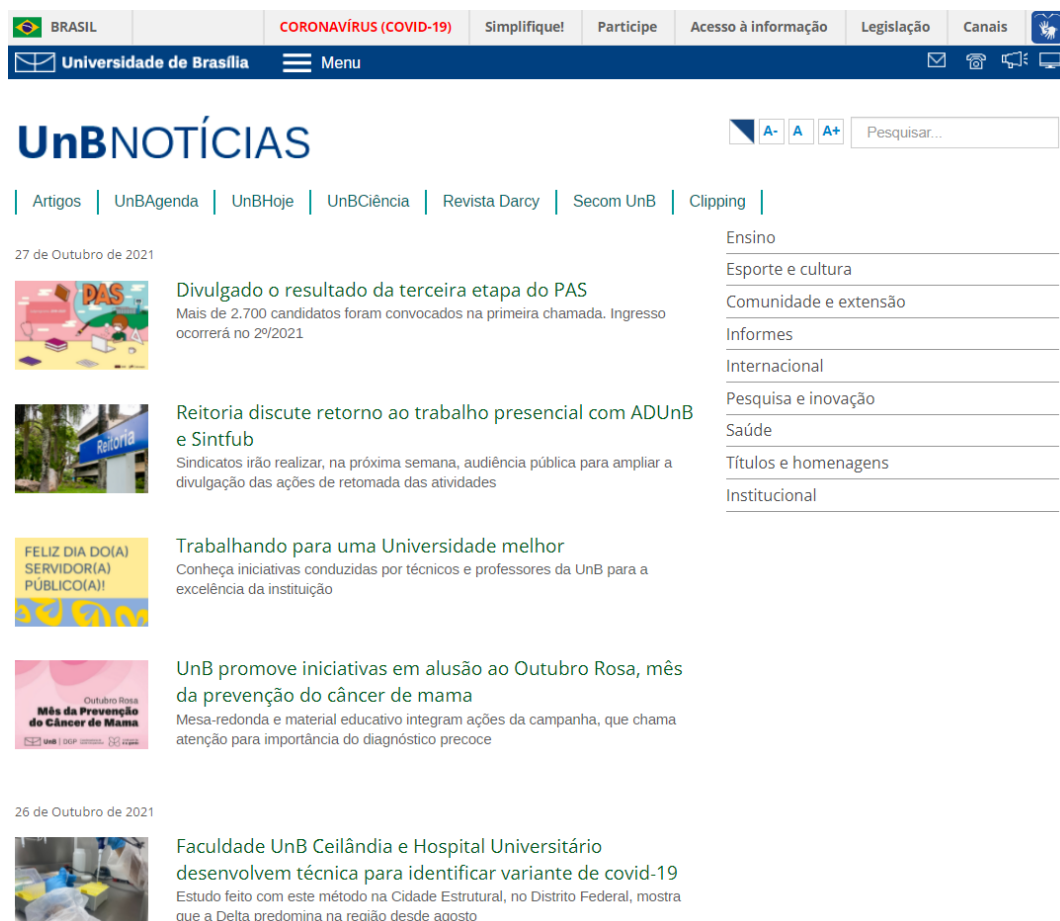 BRASIL CORONAVÍRUS (COVID-19) Simplifique! Participe Acesso à informação Legislação Canais
Universidade de Brasília Menu
UnBNOTÍCIAS
A- A A+ Pesquisar...
Artigos UnBAgenda UnBHoje UnBCiência Revista Darcy Secom UnB Clipping
27 de Outubro de 2021
PAS
Divulgado o resultado da terceira etapa do PAS
Mais de 2.700 candidatos foram convocados na primeira chamada. Ingresso
ocorrerá no 2º/2021
Reitoria
Reitoria discute retorno ao trabalho presencial com ADUnB
e Sintfub
Sindicatos irão realizar, na próxima semana, audiência pública para ampliar a
divulgação das ações de retomada das atividades
FELIZ DIA DO(A)
SERVIDOR(A)
PÚBLICO(A)!
Trabalhando para uma Universidade melhor
Conheça iniciativas conduzidas por técnicos e professores da UnB para a
excelência da instituição
Outubro Rosa
Mês da Prevenção
do Câncer de Mama
UnB DGP
UnB promove iniciativas em alusão ao Outubro Rosa, mês
da prevenção do câncer de mama
Mesa-redonda e material educativo integram ações da campanha, que chama
atenção para importância do diagnóstico precoce
26 de Outubro de 2021
Faculdade UnB Ceilândia e Hospital Universitário
desenvolvem técnica para identificar variante de covid-19
Estudo feito com este método na Cidade Estrutural, no Distrito Federal, mostra
que a Delta predomina na região desde agosto
Ensino
Esporte e cultura
Comunidade e extensão
Informes
Internacional
Pesquisa e inovação
Saúde
Títulos e homenagens
Institucional